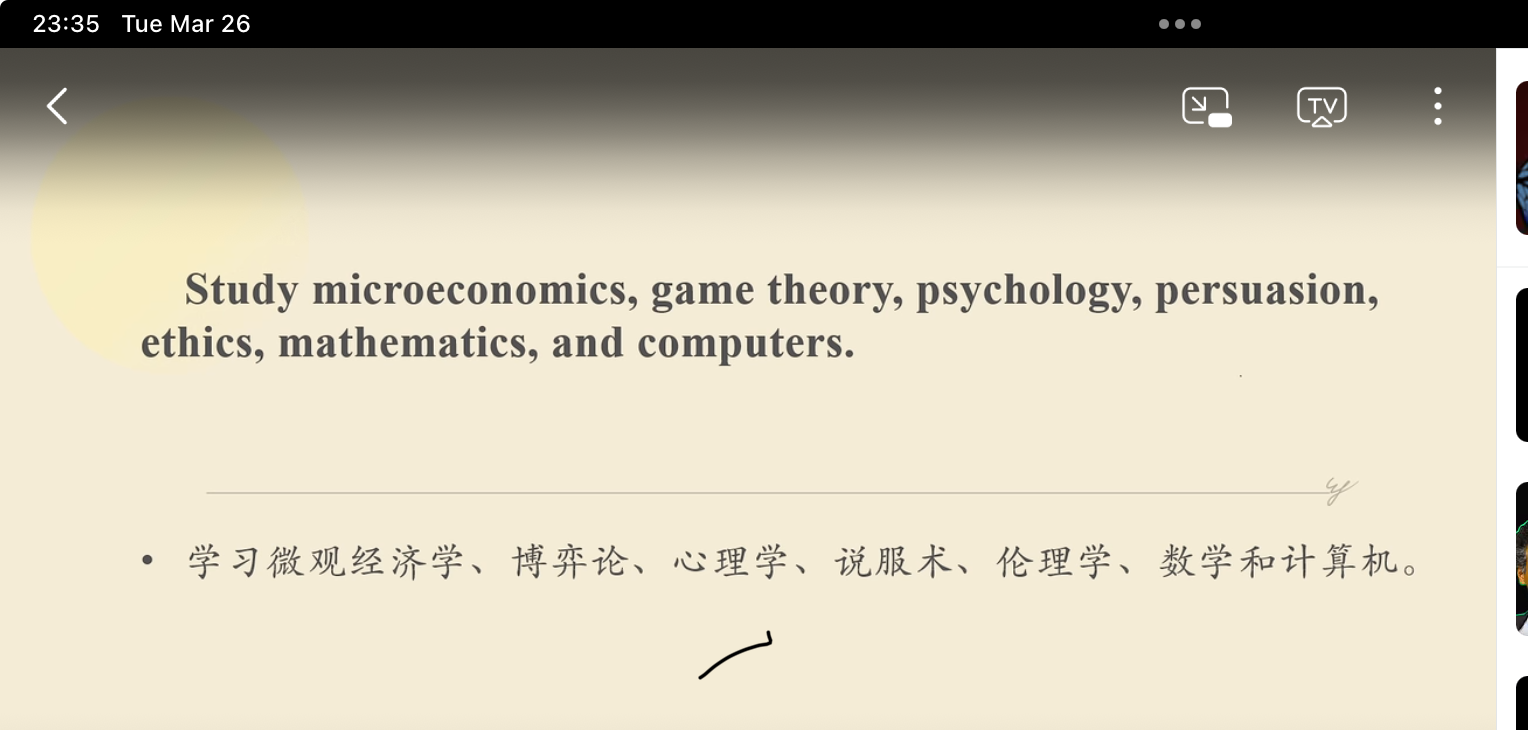 23:35 Tue Mar 26
TV
Study microeconomics, game theory, psychology, persuasion,
ethics, mathematics, and computers.
• 学习微观经济学、博弈论、心理学、说服术、伦理学、数学和计算机。